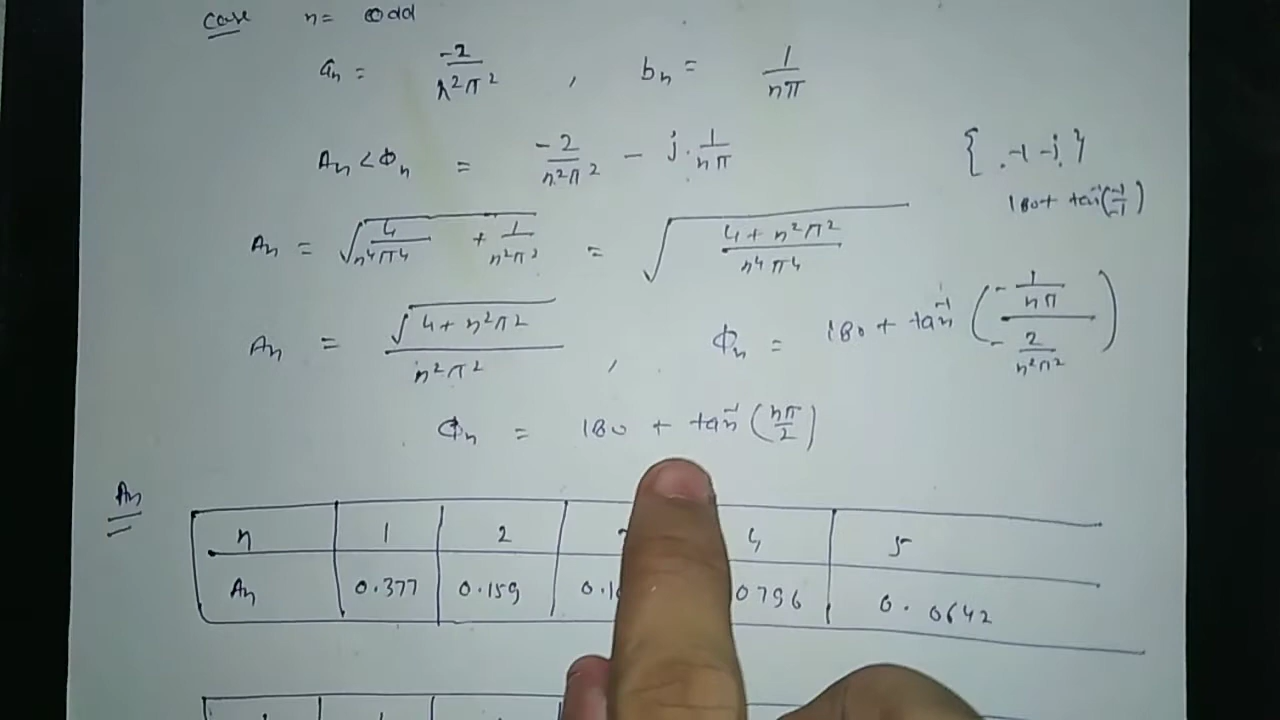 Case n = odd
an = -2/n²π² , bn = 1/nπ
An∠Φn = -2/n²π² - j·1/nπ
{ -1-j }
180+ tan⁻¹(-1/-1)
An = √(4/n⁴π⁴ + 1/n²π²) = √((4+n²π²)/(n⁴π⁴))
An = √(4+n²π²)/(n²π²) , Φn = 180 + tan⁻¹((-1/nπ)/(-2/n²π²))
Φn = 180 + tan⁻¹(nπ/2)
An
n 1 2 4 5
An 0.377 0.159 0.1 0796 0.0642